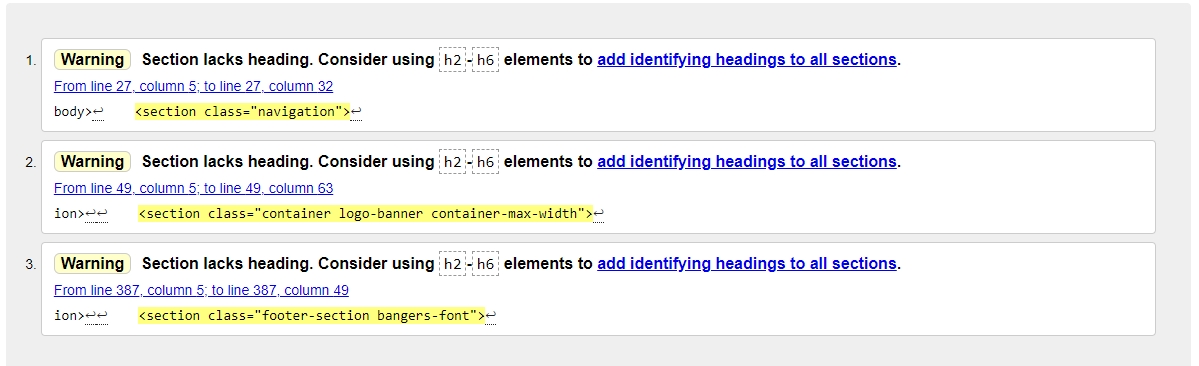 1. Warning Section lacks heading. Consider using h2-h6 elements to add identifying headings to all sections.
From line 27, column 5; to line 27, column 32
body>↩ <section class="navigation">↩
2. Warning Section lacks heading. Consider using h2-h6 elements to add identifying headings to all sections.
From line 49, column 5; to line 49, column 63
ion>↩↩ <section class="container logo-banner container-max-width">↩
3. Warning Section lacks heading. Consider using h2-h6 elements to add identifying headings to all sections.
From line 387, column 5; to line 387, column 49
ion>↩↩ <section class="footer-section bangers-font">↩